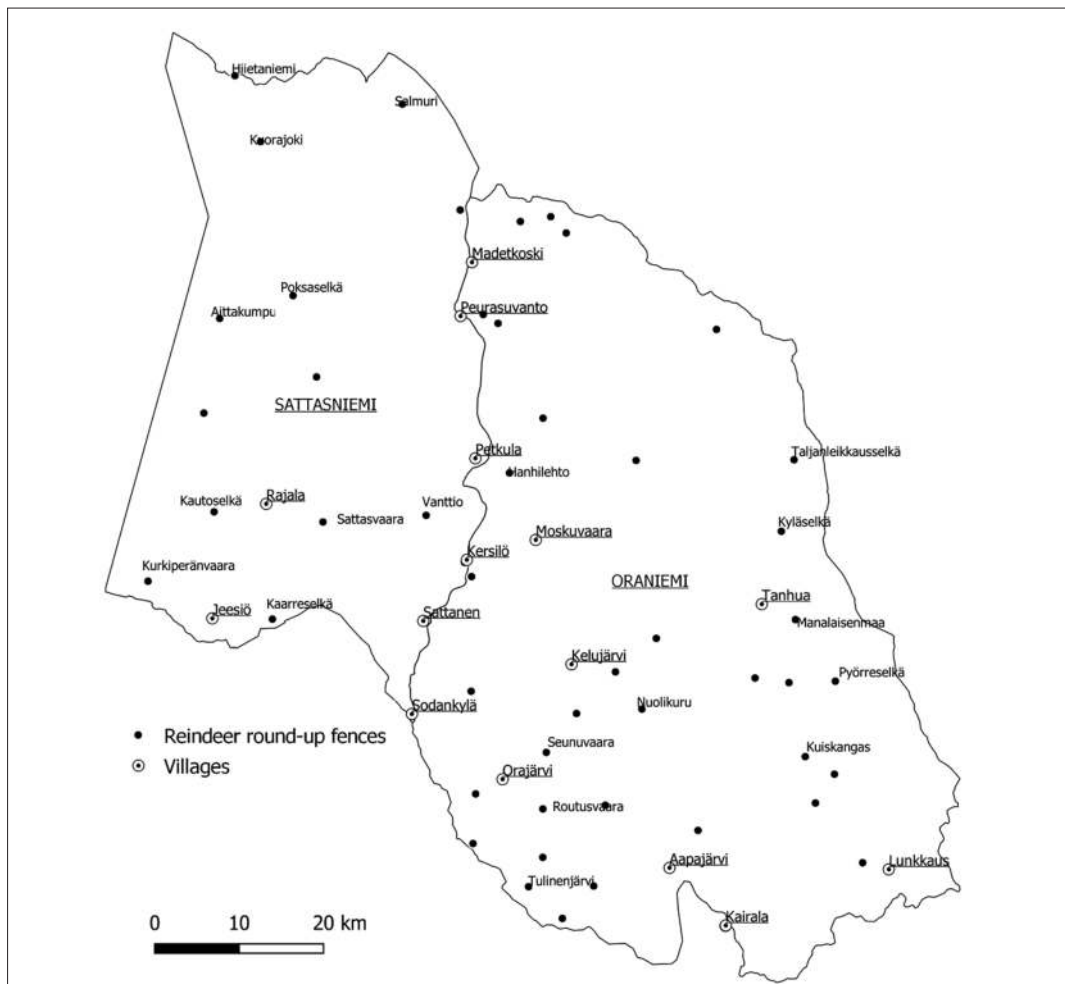 Hiietaniemi
Salmuri
Kuorajoki
Madetkoski
Poksaselkä
Aittakumpu
Peurasuvanto
SATTASNIEMI
Petkula
Hanhilehto
Taljanleikkausselkä
Kautoselkä
Rajala
Vanttio
Sattasvaara
Kyläselkä
Moskuvaara
Kersilö
Kurkiperänvaara
ORANIEMI
Tanhua
Jeesiö
Kaarreselkä
Sattanen
Manalaisenmaa
Kelujärvi
Pyörreselkä
Sodankylä
Nuolikuru
Reindeer round-up fences
Seunuvaara
Kuiskangas
Villages
Orajärvi
Routusvaara
Aapajärvi
Lunkkaus
Tulinenjärvi
Kairala
0 10 20 km